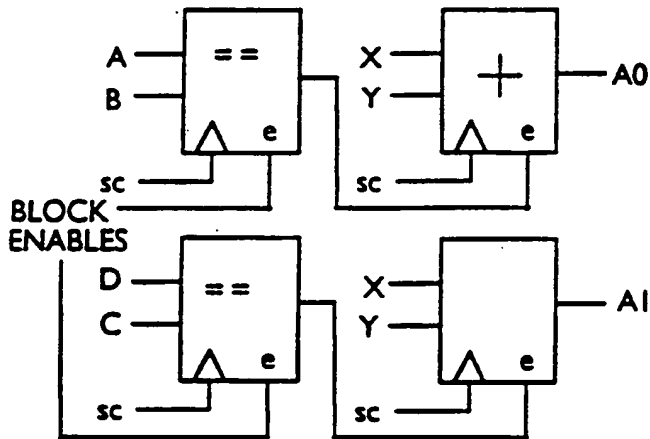 A
==
X
+
A0
B
Y
e
e
sc
sc
BLOCK
ENABLES
D
==
X
A1
C
Y
e
e
sc
sc